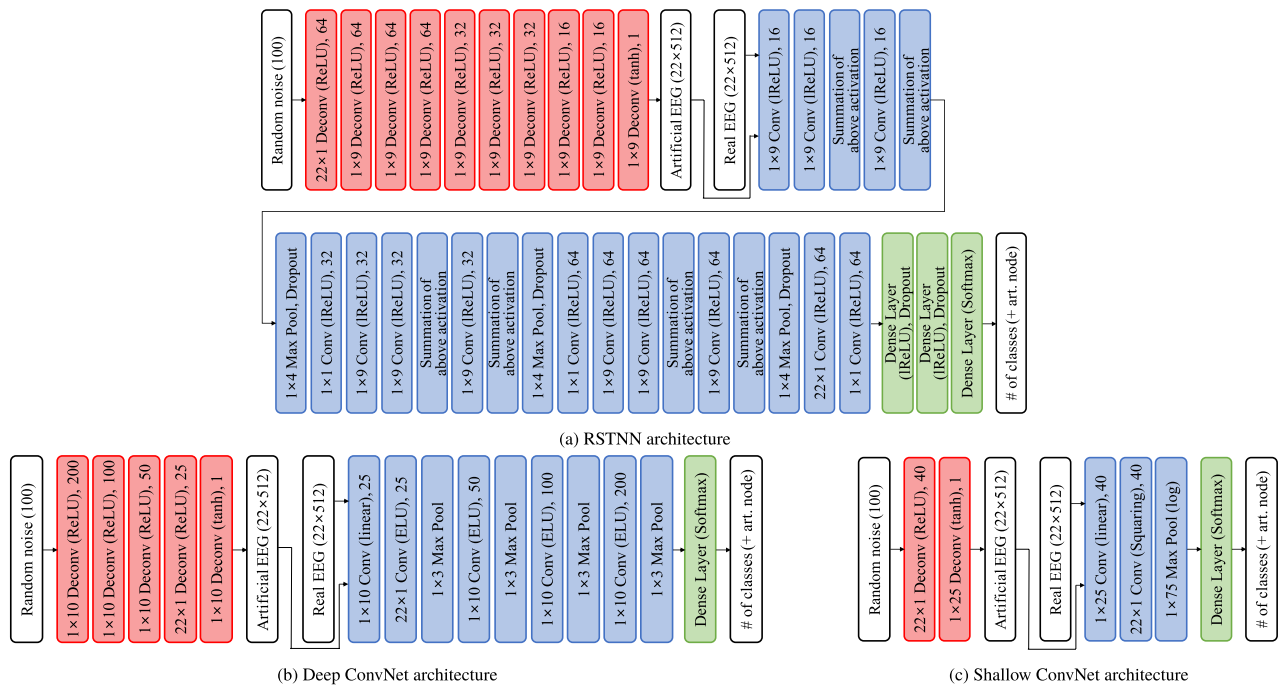 Random noise (100)
22×1 Deconv (ReLU), 64
1×9 Deconv (ReLU), 64
1×9 Deconv (ReLU), 64
1×9 Deconv (ReLU), 64
1×9 Deconv (ReLU), 32
1×9 Deconv (ReLU), 32
1×9 Deconv (ReLU), 32
1×9 Deconv (ReLU), 16
1×9 Deconv (ReLU), 16
1×9 Deconv (tanh), 1
Artificial EEG (22×512)
Real EEG (22×512)
1×9 Conv (lReLU), 16
1×9 Conv (lReLU), 16
Summation of
above activation
1×9 Conv (lReLU), 16
Summation of
above activation
1×4 Max Pool, Dropout
1×1 Conv (lReLU), 32
1×9 Conv (lReLU), 32
1×9 Conv (lReLU), 32
Summation of
above activation
1×9 Conv (lReLU), 32
Summation of
above activation
1×4 Max Pool, Dropout
1×1 Conv (lReLU), 64
1×9 Conv (lReLU), 64
1×9 Conv (lReLU), 64
Summation of
above activation
1×9 Conv (lReLU), 64
Summation of
above activation
1×4 Max Pool, Dropout
22×1 Conv (lReLU), 64
1×1 Conv (lReLU), 64
Dense Layer
(lReLU), Dropout
Dense Layer
(lReLU), Dropout
Dense Layer (Softmax)
# of classes (+ art. node)
(a) RSTNN architecture
Random noise (100)
1×10 Deconv (ReLU), 200
1×10 Deconv (ReLU), 100
1×10 Deconv (ReLU), 50
22×1 Deconv (ReLU), 25
1×10 Deconv (tanh), 1
Artificial EEG (22×512)
Real EEG (22×512)
1×10 Conv (linear), 25
22×1 Conv (ELU), 25
1×3 Max Pool
1×10 Conv (ELU), 50
1×3 Max Pool
1×10 Conv (ELU), 100
1×3 Max Pool
1×10 Conv (ELU), 200
1×3 Max Pool
Dense Layer (Softmax)
# of classes (+ art. node)
(b) Deep ConvNet architecture
Random noise (100)
22×1 Deconv (ReLU), 40
1×25 Deconv (tanh), 1
Artificial EEG (22×512)
Real EEG (22×512)
1×25 Conv (linear), 40
22×1 Conv (Squaring), 40
1×75 Max Pool (log)
Dense Layer (Softmax)
# of classes (+ art. node)
(c) Shallow ConvNet architecture